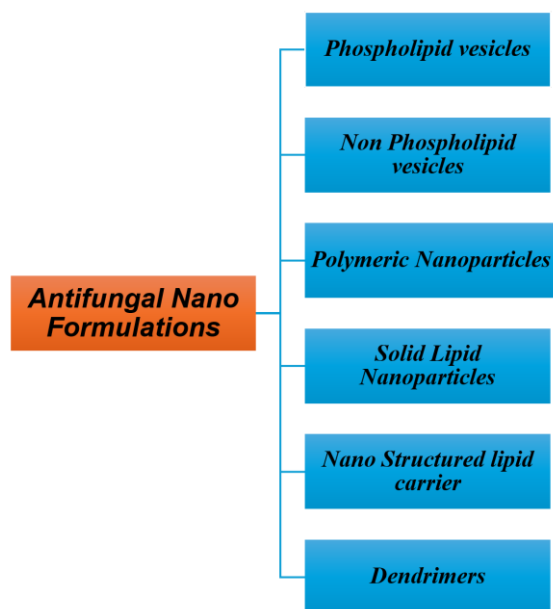 Antifungal Nano
Formulations
Phospholipid vesicles
Non Phospholipid
vesicles
Polymeric Nanoparticles
Solid Lipid
Nanoparticles
Nano Structured lipid
carrier
Dendrimers